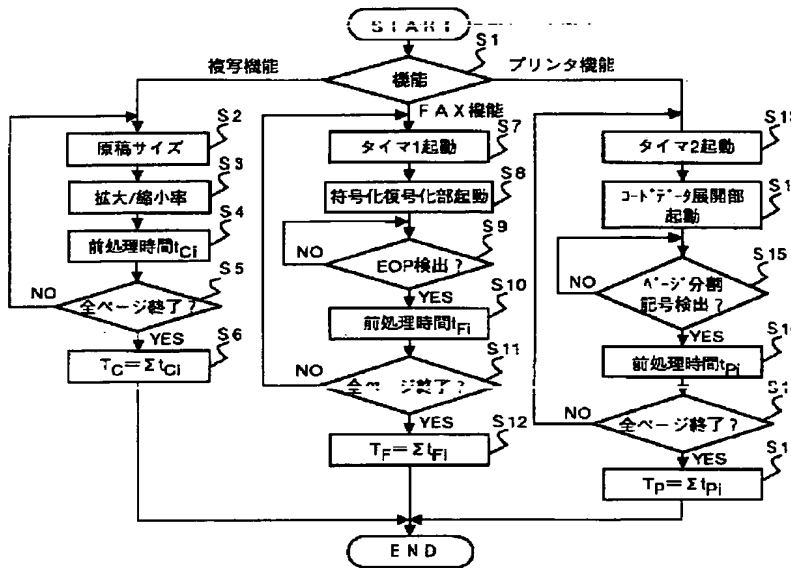 START
S1
機能
複写機能
FAX機能
プリンタ機能
S2
原稿サイズ
S3
拡大/縮小率
S4
前処理時間tCi
S5
全ページ終了?
NO
YES
S6
TC=ΣtCi
S7
タイマ1起動
S8
符号化復号化部起動
S9
EOP検出?
NO
YES
S10
前処理時間tFi
S11
全ページ終了?
NO
YES
S12
TF=ΣtFi
タイマ2起動
コードデータ展開部
起動
S15
ページ分割
記号検出?
NO
YES
前処理時間tPi
全ページ終了?
NO
YES
TP=ΣtPi
END